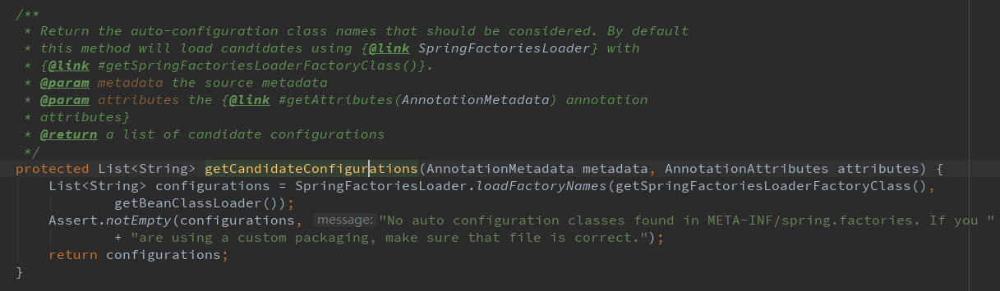 /**
 * Return the auto-configuration class names that should be considered. By default
 * this method will load candidates using {@link SpringFactoriesLoader} with
 * {@link #getSpringFactoriesLoaderFactoryClass()}.
 * @param metadata the source metadata
 * @param attributes the {@link #getAttributes(AnnotationMetadata) annotation
 * attributes}
 * @return a list of candidate configurations
 */
protected List<String> getCandidateConfigurations(AnnotationMetadata metadata, AnnotationAttributes attributes) {
    List<String> configurations = SpringFactoriesLoader.loadFactoryNames(getSpringFactoriesLoaderFactoryClass(),
            getBeanClassLoader());
    Assert.notEmpty(configurations, message: "No auto configuration classes found in META-INF/spring.factories. If you "
            + "are using a custom packaging, make sure that file is correct.");
    return configurations;
}